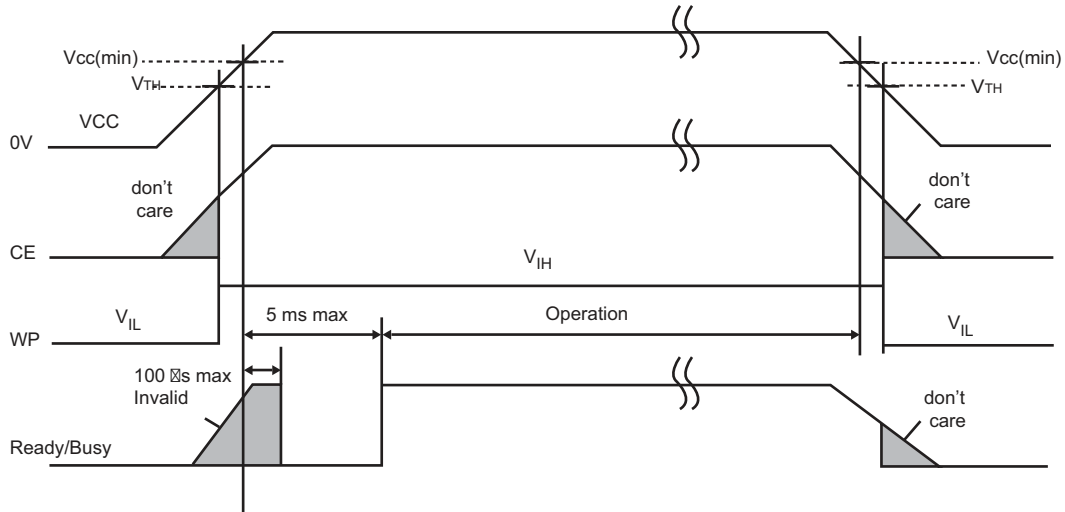 Vcc(min)
Vcc(min)
VTH
VTH
VCC
0V
don't
care
don't
care
CE
VIH
VIL
5 ms max
Operation
VIL
WP
100 s max
Invalid
don't
care
Ready/Busy